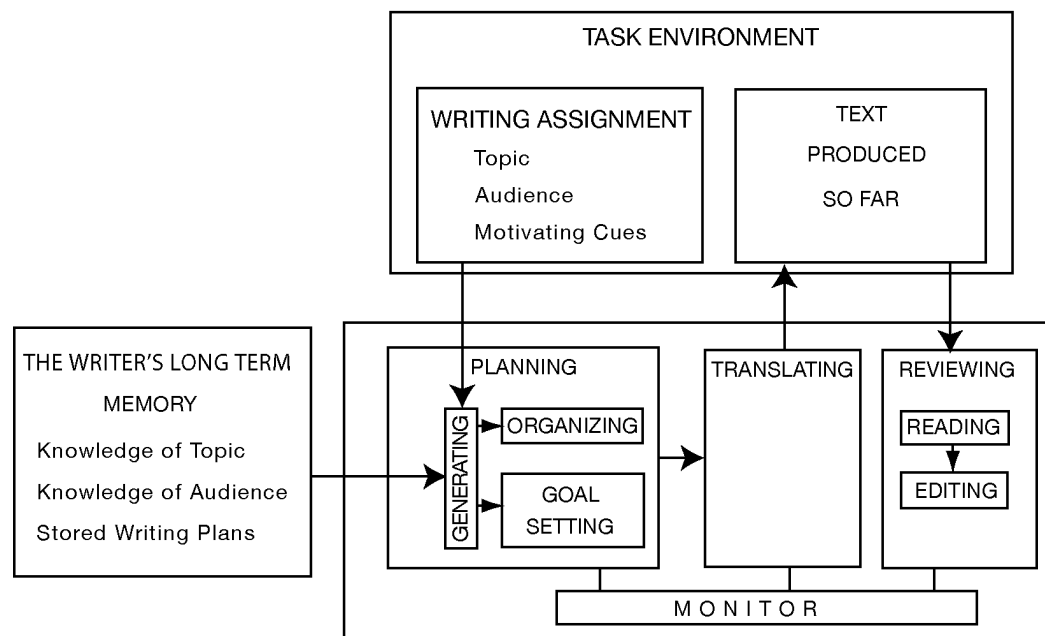 TASK ENVIRONMENT
WRITING ASSIGNMENT
Topic
Audience
Motivating Cues
TEXT
PRODUCED
SO FAR
THE WRITER'S LONG TERM
MEMORY
Knowledge of Topic
Knowledge of Audience
Stored Writing Plans
PLANNING
GENERATING
ORGANIZING
GOAL
SETTING
TRANSLATING
REVIEWING
READING
EDITING
MONITOR